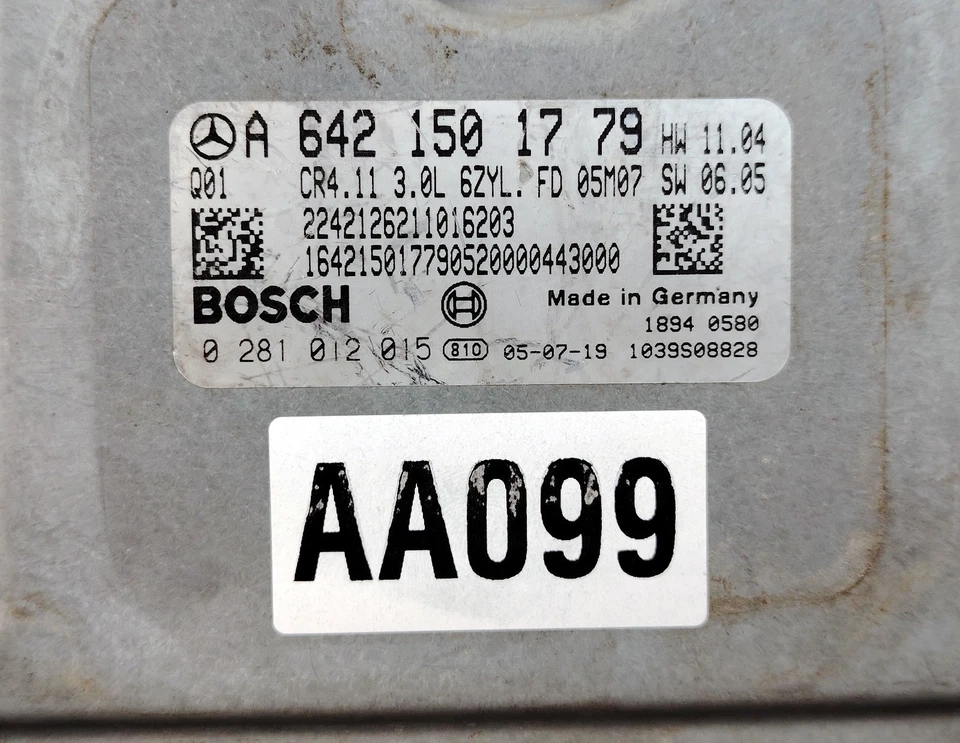 A 642 150 17 79 HW 11.04
Q01 CR4.11 3.0L 6ZYL. FD 05M07 SW 06.05
2242126211016203
164215017790520000443000
BOSCH Made in Germany
1894 0580
0 281 012 015 810 05-07-19 1039S08828
AA099